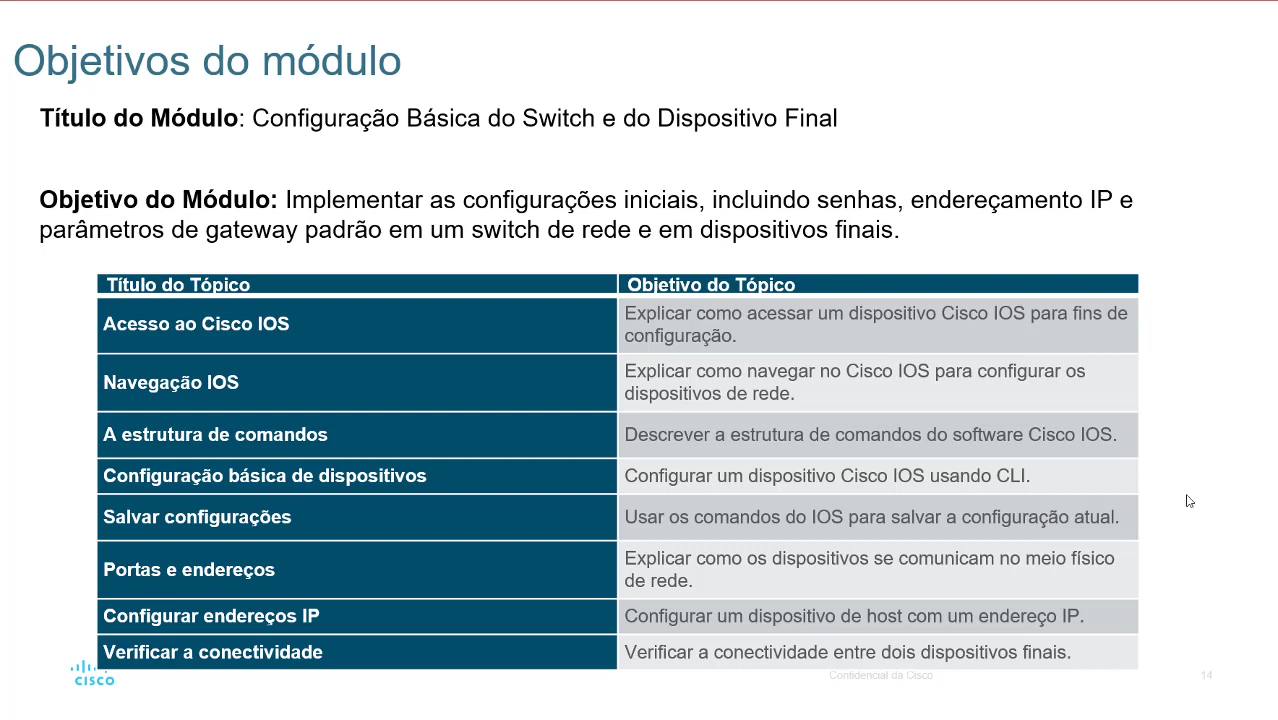 Objetivos do módulo
Título do Módulo: Configuração Básica do Switch e do Dispositivo Final
Objetivo do Módulo: Implementar as configurações iniciais, incluindo senhas, endereçamento IP e
parâmetros de gateway padrão em um switch de rede e em dispositivos finais.
Título do Tópico
Objetivo do Tópico
Acesso ao Cisco IOS
Explicar como acessar um dispositivo Cisco IOS para fins de
configuração.
Navegação IOS
Explicar como navegar no Cisco IOS para configurar os
dispositivos de rede.
A estrutura de comandos
Descrever a estrutura de comandos do software Cisco IOS.
Configuração básica de dispositivos
Configurar um dispositivo Cisco IOS usando CLI.
Salvar configurações
Usar os comandos do IOS para salvar a configuração atual.
Portas e endereços
Explicar como os dispositivos se comunicam no meio físico
de rede.
Configurar endereços IP
Configurar um dispositivo de host com um endereço IP.
Verificar a conectividade
Verificar a conectividade entre dois dispositivos finais.
CISCO
Confidencial da Cisco
14